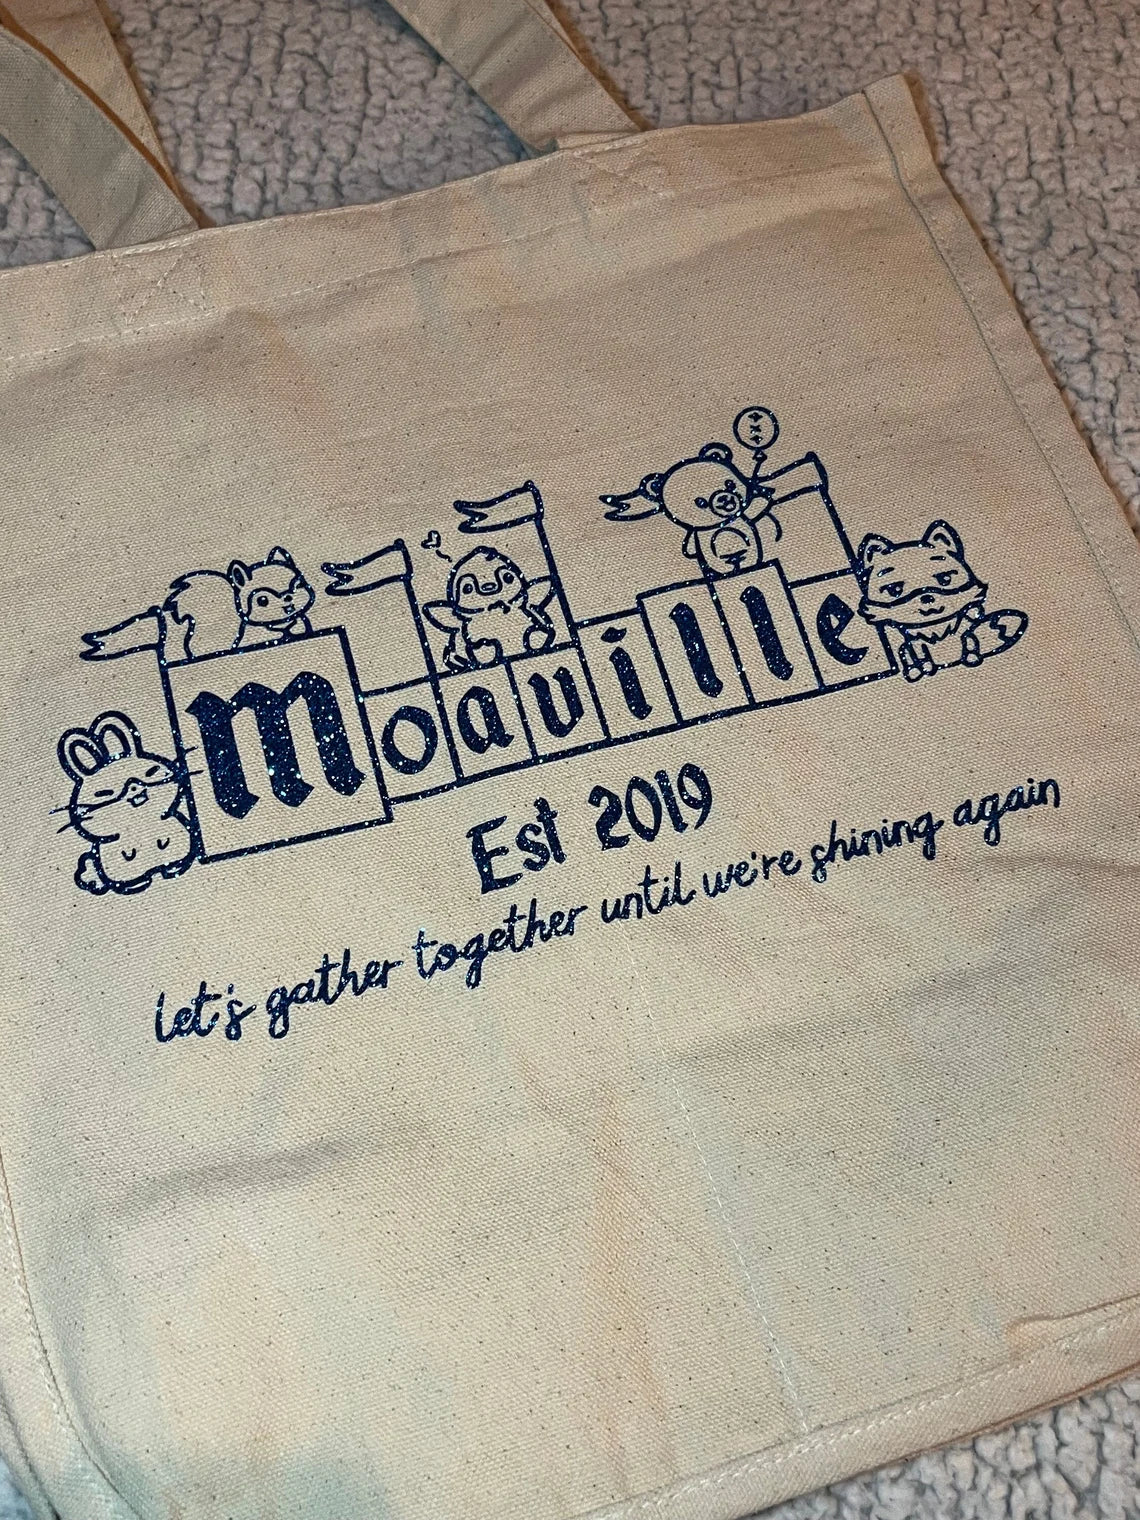 moaville
Est 2019
let's gather together until we're shining again